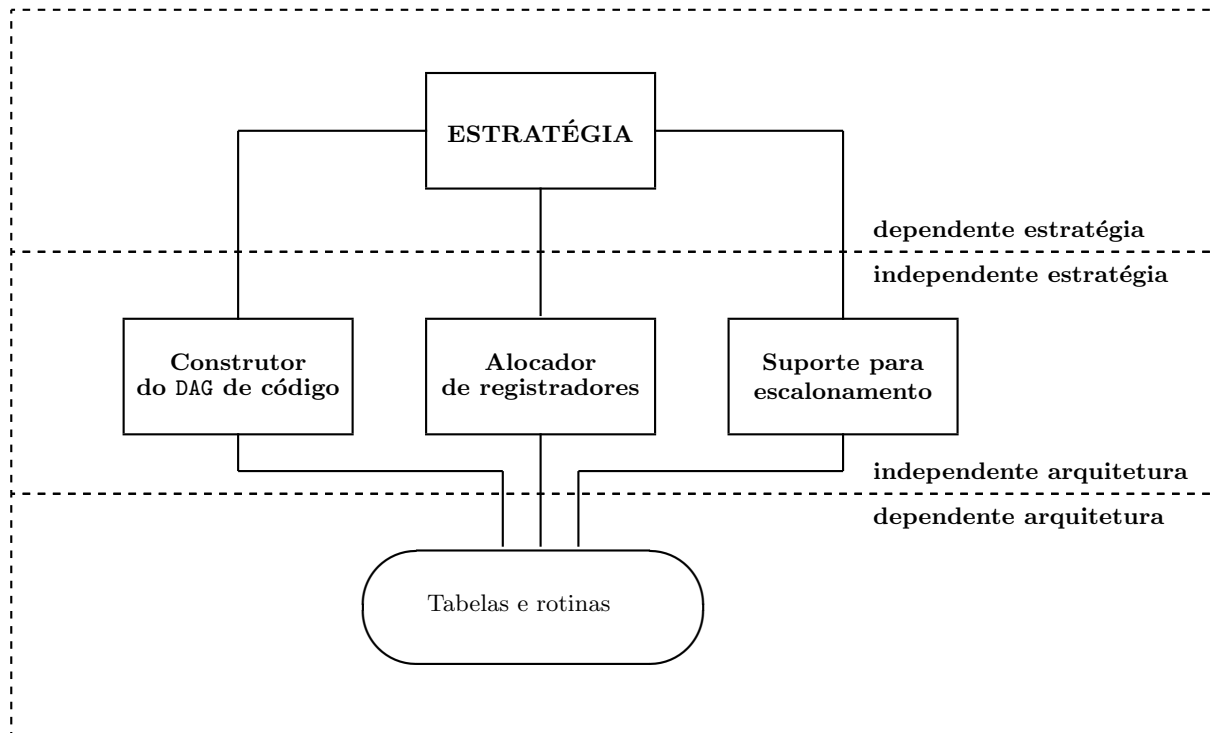 ESTRATÉGIA
dependente estratégia
independente estratégia
Construtor
do DAG de código
Alocador
de registradores
Suporte para
escalonamento
independente arquitetura
dependente arquitetura
Tabelas e rotinas